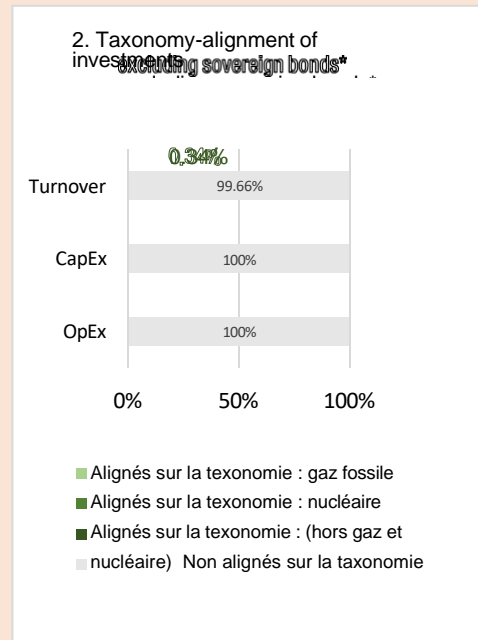 2. Taxonomy-alignment of
investments
excluding sovereign bonds*
0.34%
Turnover
99.66%
CapEx
100%
OpEx
100%
0%
50%
100%
Alignés sur la texonomie : gaz fossile
Alignés sur la texonomie : nucléaire
Alignés sur la texonomie : (hors gaz et
nucléaire) Non alignés sur la taxonomie